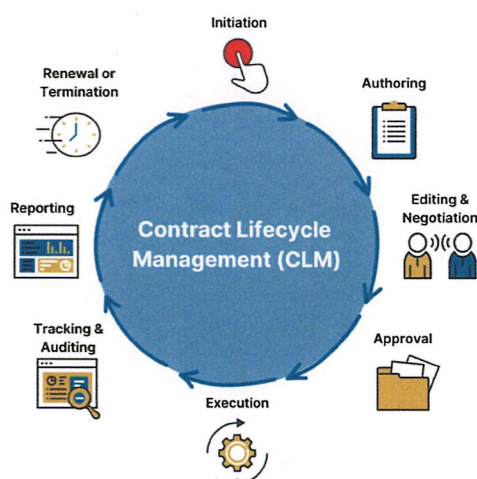 Initiation
Authoring
Editing &
Negotiation
Approval
Execution
Tracking &
Auditing
Reporting
Renewal or
Termination
Contract Lifecycle
Management (CLM)